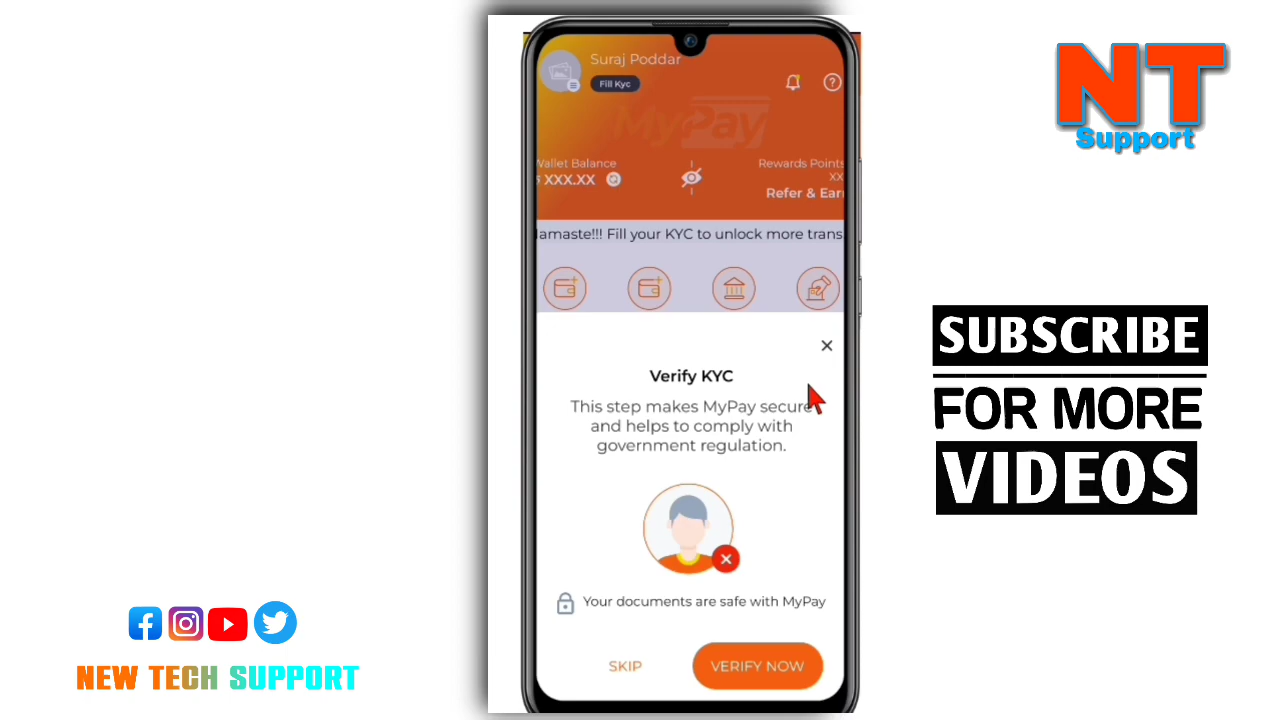 Suraj Poddar
Fill Kyc
MyPay
Wallet Balance
XXX.XX
Rewards Points
XX
Refer & Ear
amaste!!! Fill your KYC to unlock more trans
Verify KYC
This step makes MyPay secure
and helps to comply with
government regulation.
Your documents are safe with MyPay
SKIP
VERIFY NOW
NT
Support
SUBSCRIBE
FOR MORE
VIDEOS
NEW TECH SUPPORT